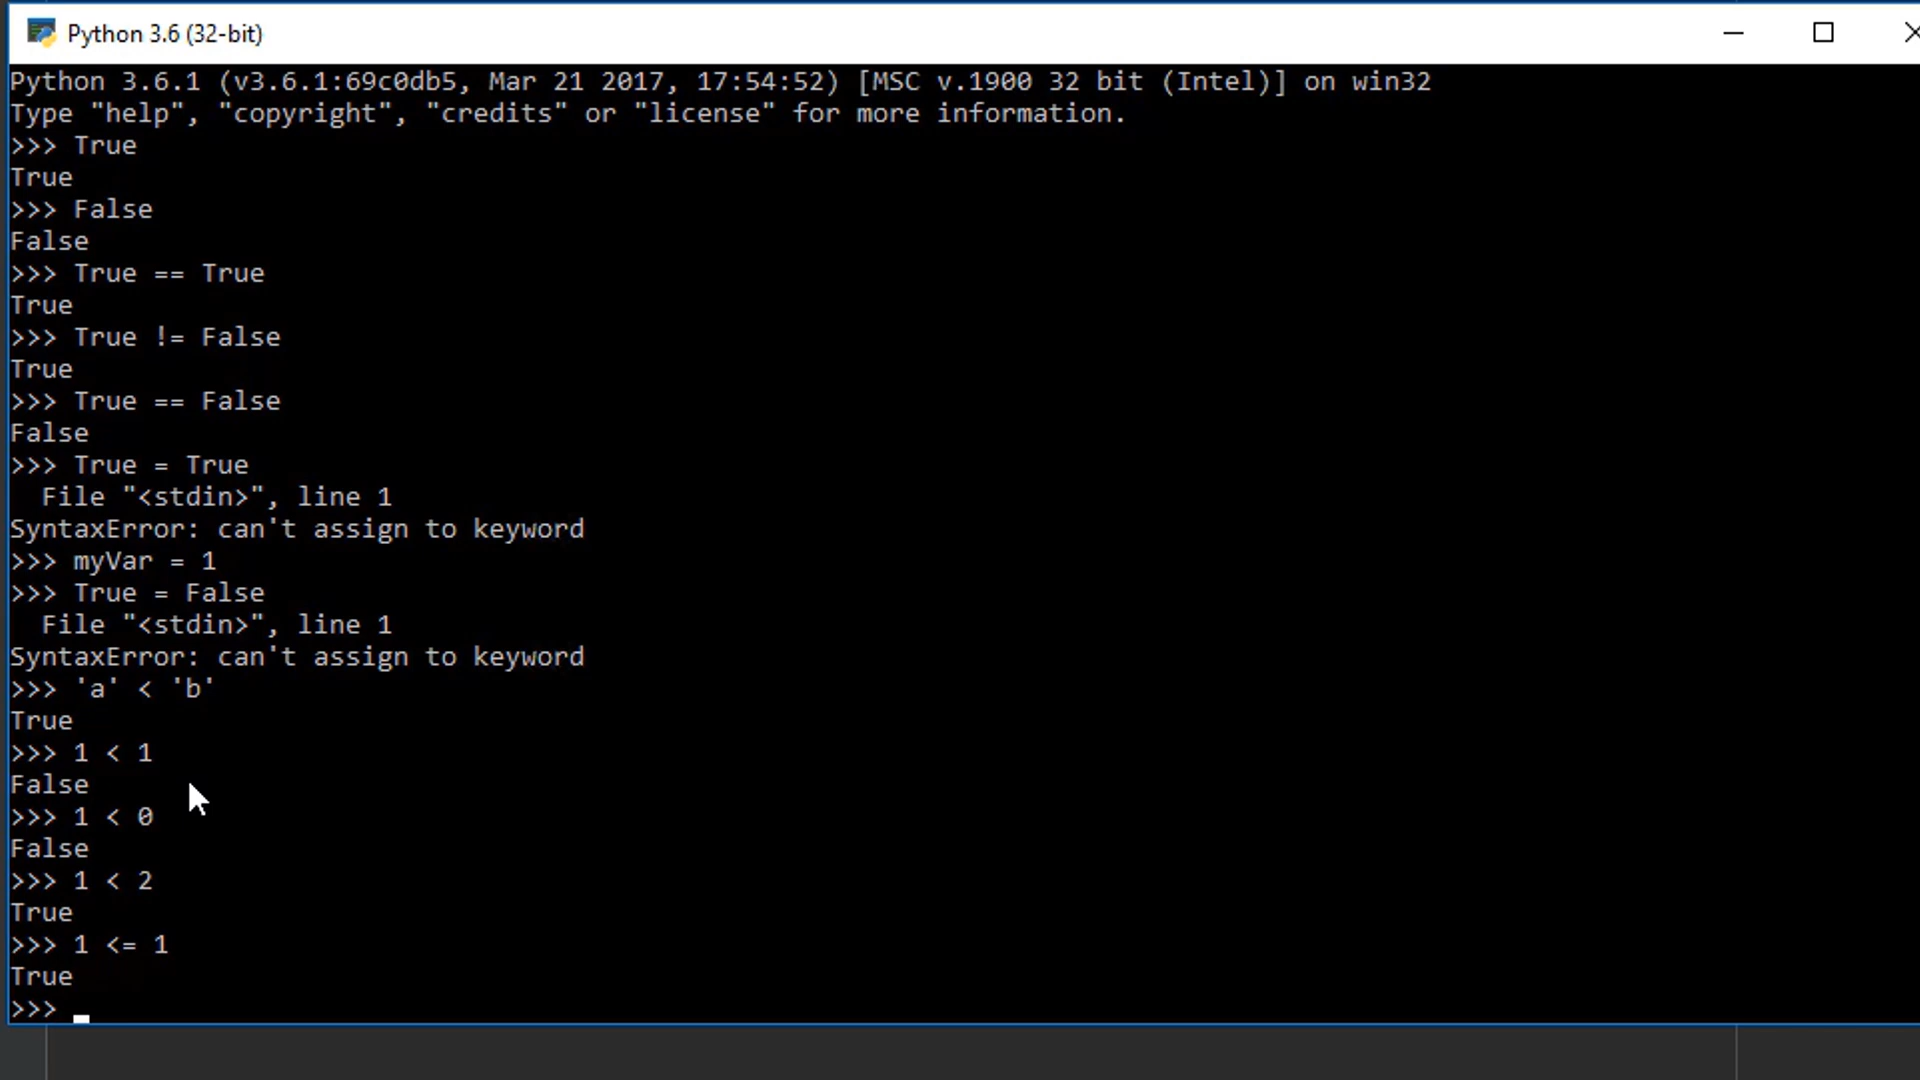 Python 3.6 (32-bit)
Python 3.6.1 (v3.6.1:69c0db5, Mar 21 2017, 17:54:52) [MSC v.1900 32 bit (Intel)] on win32
Type "help", "copyright", "credits" or "license" for more information.
>>> True
True
>>> False
False
>>> True == True
True
>>> True != False
True
>>> True == False
False
>>> True = True
  File "<stdin>", line 1
SyntaxError: can't assign to keyword
>>> myVar = 1
>>> True = False
  File "<stdin>", line 1
SyntaxError: can't assign to keyword
>>> 'a' < 'b'
True
>>> 1 < 1
False
>>> 1 < 0
False
>>> 1 < 2
True
>>> 1 <= 1
True
>>>